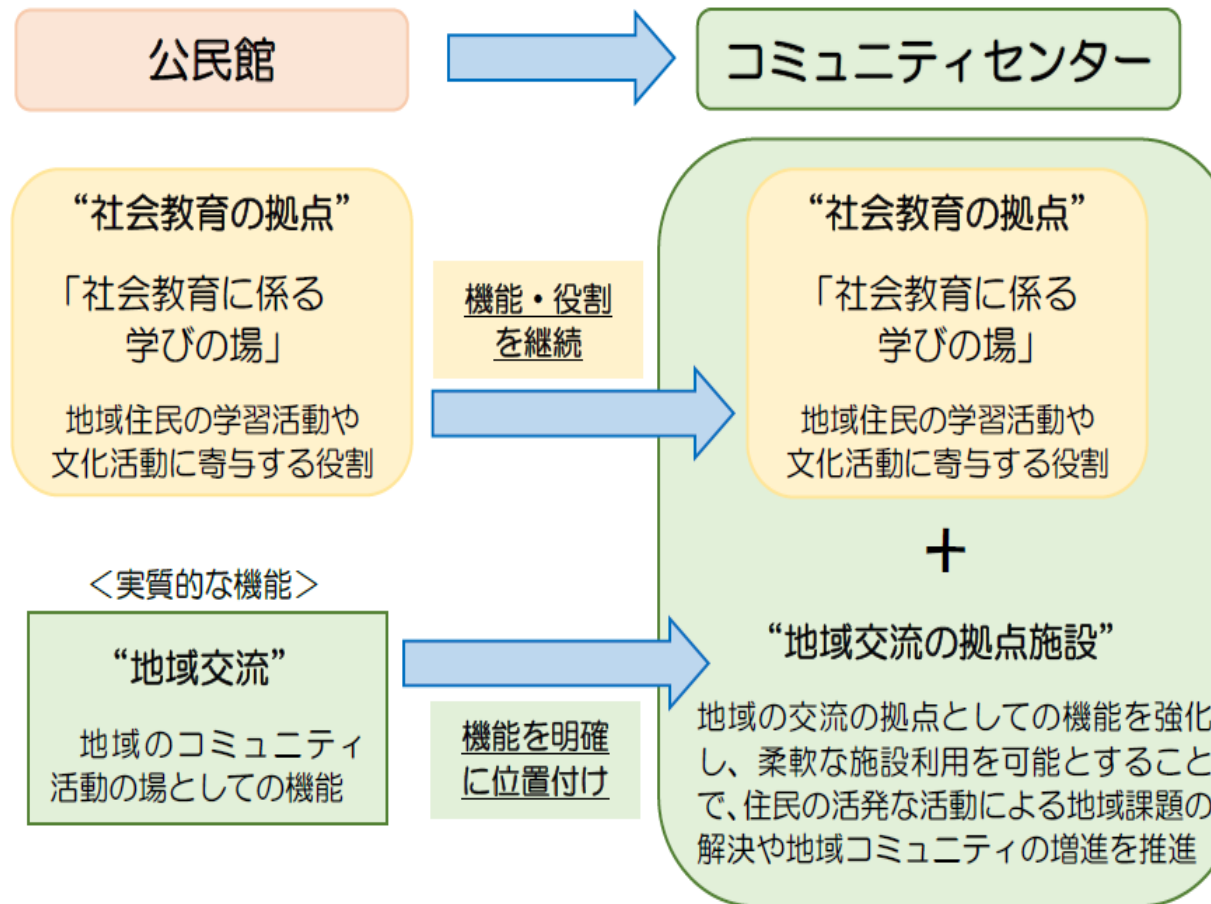 公民館
コミュニティセンター
“社会教育の拠点”
「社会教育に係る
学びの場」
地域住民の学習活動や
文化活動に寄与する役割
機能・役割
を継続
“社会教育の拠点”
「社会教育に係る
学びの場」
地域住民の学習活動や
文化活動に寄与する役割
+
＜実質的な機能＞
“地域交流”
地域のコミュニティ
活動の場としての機能
機能を明確
に位置付け
“地域交流の拠点施設”
地域の交流の拠点としての機能を強化
し、柔軟な施設利用を可能とすること
で、住民の活発な活動による地域課題の
解決や地域コミュニティの増進を推進